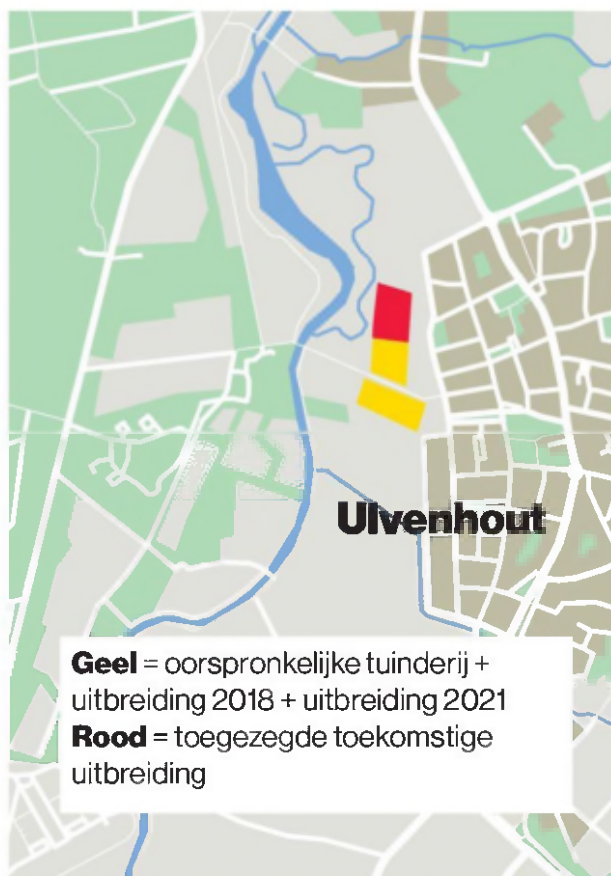 Ulvenhout
Geel = oorspronkelijke tuinderij +
uitbreiding 2018 + uitbreiding 2021
Rood = toegezegde toekomstige
uitbreiding